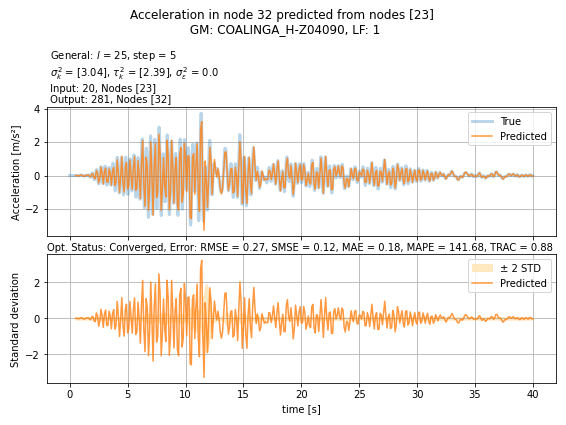 Acceleration in node 32 predicted from nodes [23]
GM: COALINGA_H-Z04090, LF: 1
General: l = 25, step = 5
σ²ₖ = [3.04], τ²ₖ = [2.39], σ²ₑ = 0.0
Input: 20, Nodes [23]
Output: 281, Nodes [32]
4
2
0
−2
Acceleration [m/s²]
True
Predicted
Opt. Status: Converged, Error: RMSE = 0.27, SMSE = 0.12, MAE = 0.18, MAPE = 141.68, TRAC = 0.88
2
0
−2
Standard deviation
± 2 STD
Predicted
0 5 10 15 20 25 30 35 40
time [s]